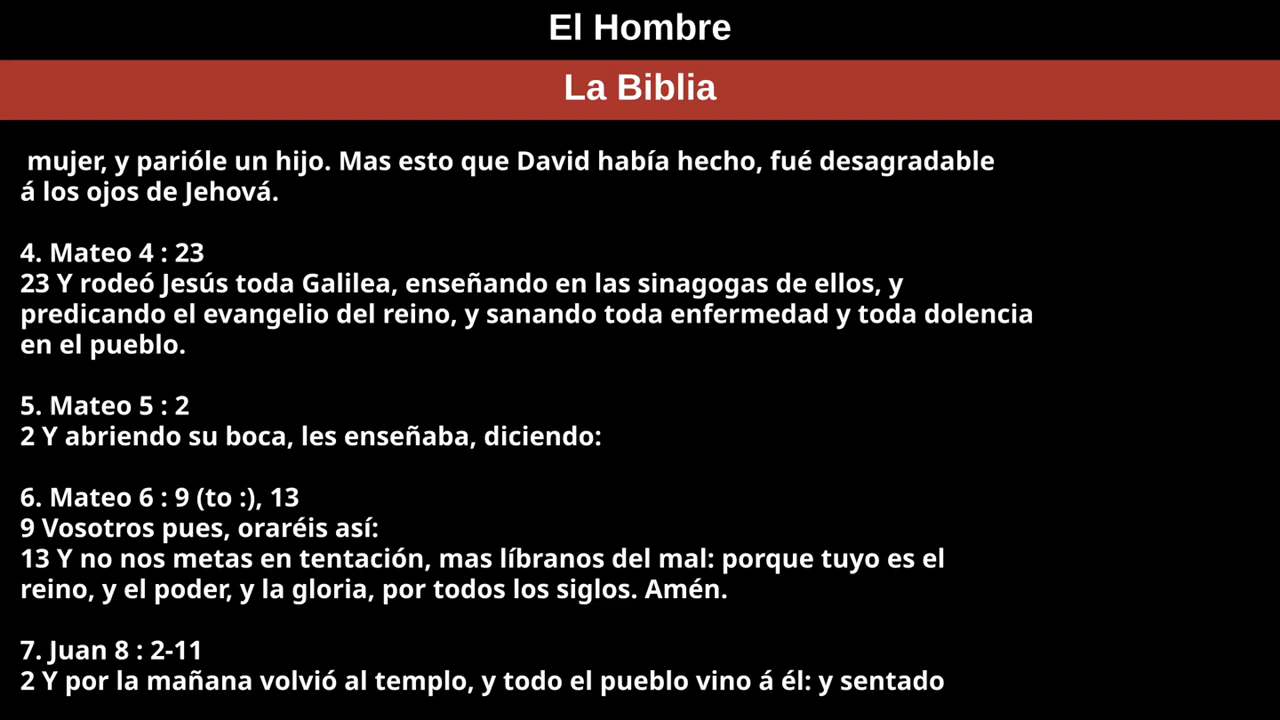 El Hombre
La Biblia
mujer, y parióle un hijo. Mas esto que David había hecho, fué desagradable
á los ojos de Jehová.
4. Mateo 4 : 23
23 Y rodeó Jesús toda Galilea, enseñando en las sinagogas de ellos, y
predicando el evangelio del reino, y sanando toda enfermedad y toda dolencia
en el pueblo.
5. Mateo 5 : 2
2 Y abriendo su boca, les enseñaba, diciendo:
6. Mateo 6 : 9 (to :), 13
9 Vosotros pues, oraréis así:
13 Y no nos metas en tentación, mas líbranos del mal: porque tuyo es el
reino, y el poder, y la gloria, por todos los siglos. Amén.
7. Juan 8 : 2-11
2 Y por la mañana volvió al templo, y todo el pueblo vino á él: y sentado